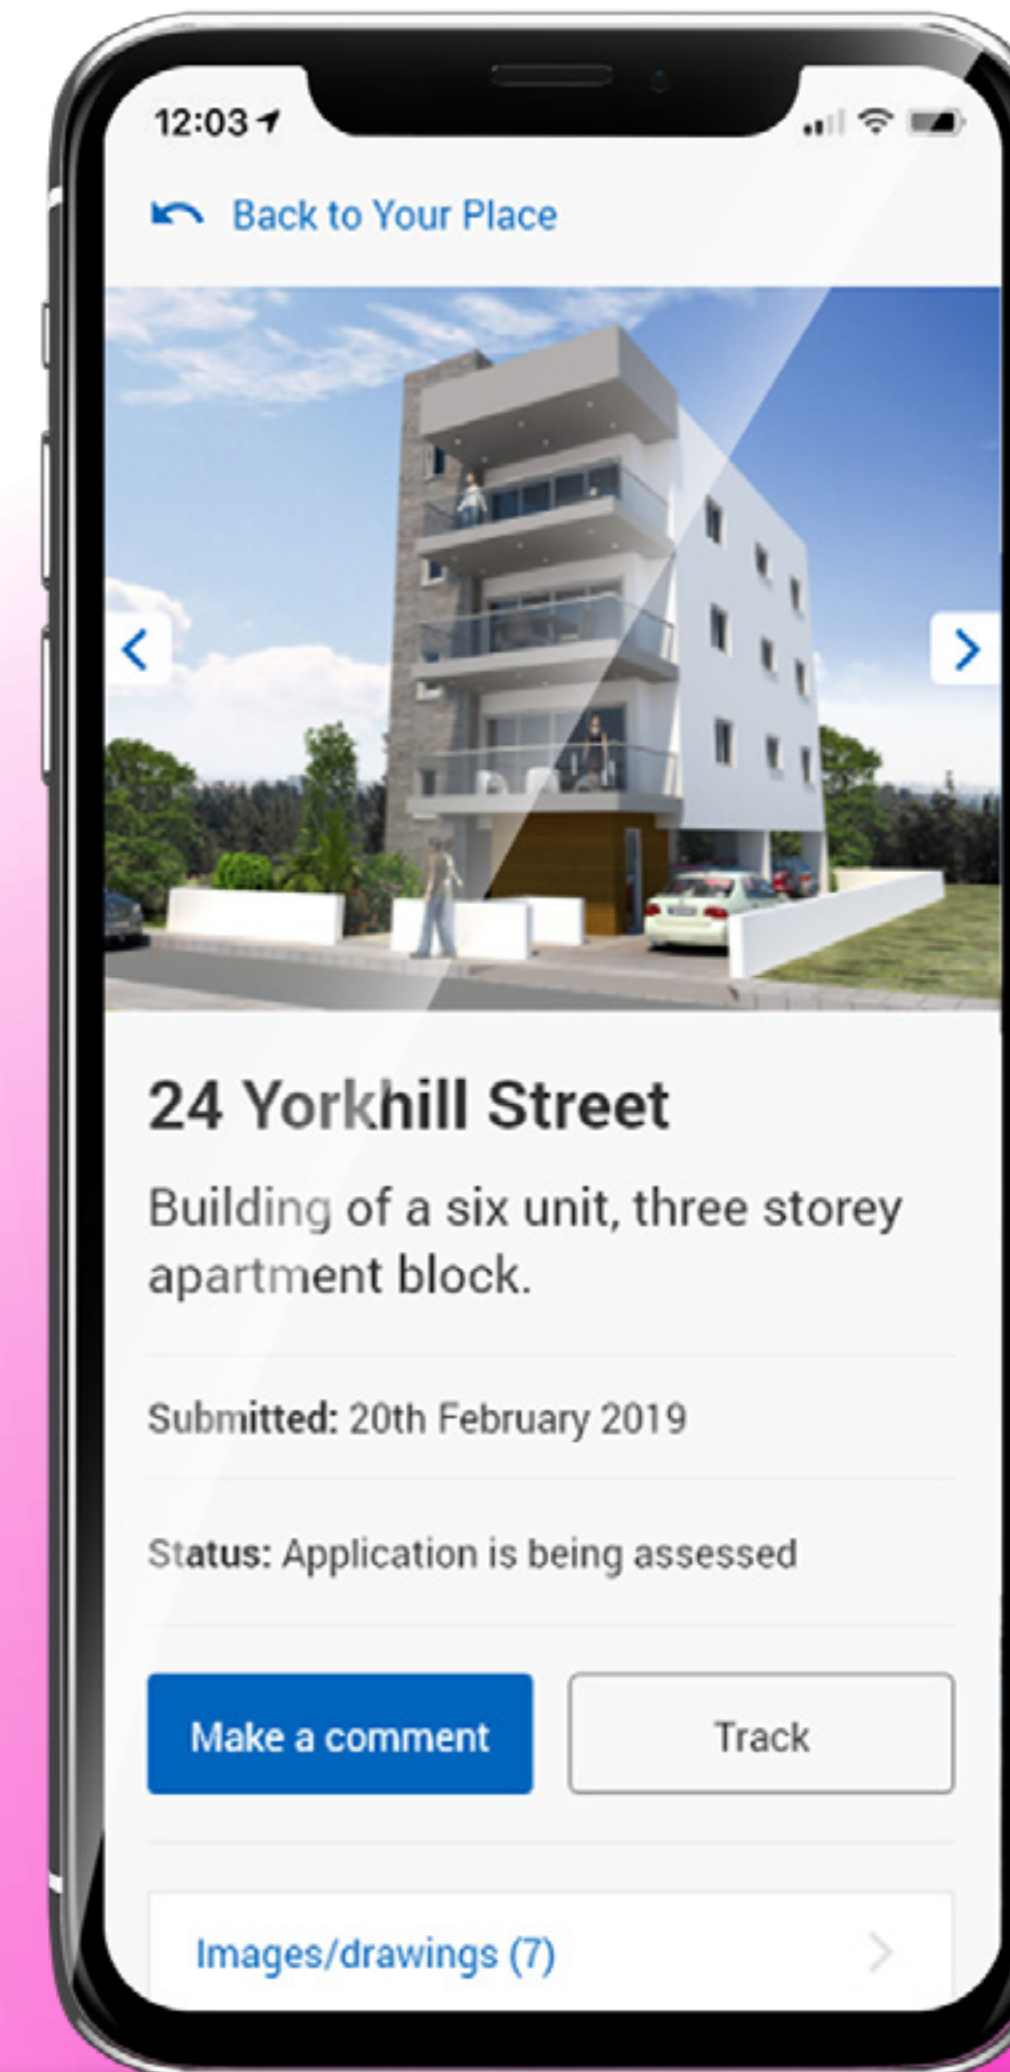 12:03
Back to Your Place
24 Yorkhill Street
Building of a six unit, three storey
apartment block.
Submitted: 20th February 2019
Status: Application is being assessed
Make a comment
Track
Images/drawings (7)